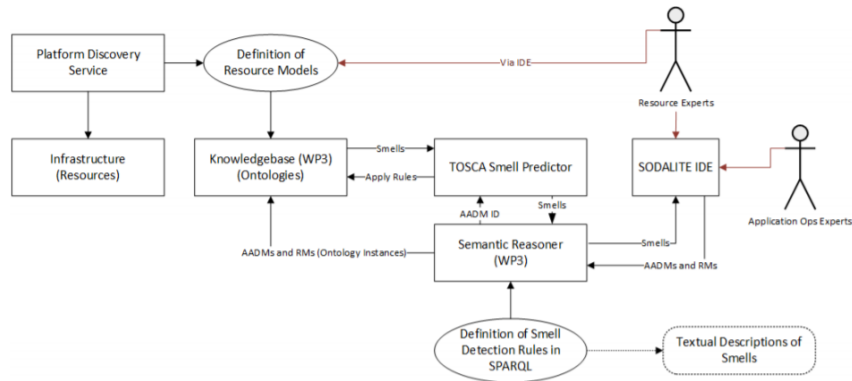 Platform Discovery
Service
Definition of
Resource Models
Via IDE
Resource Experts
Infrastructure
(Resources)
Knowledgebase (WP3)
(Ontologies)
Smells
Apply Rules
TOSCA Smell Predictor
SODALITE IDE
Application Ops Experts
AADM ID
Smells
AADMs and RMs (Ontology Instances)
Semantic Reasoner
(WP3)
Smells
AADMs and RMs
Definition of Smell
Detection Rules in
SPARQL
Textual Descriptions of
Smells